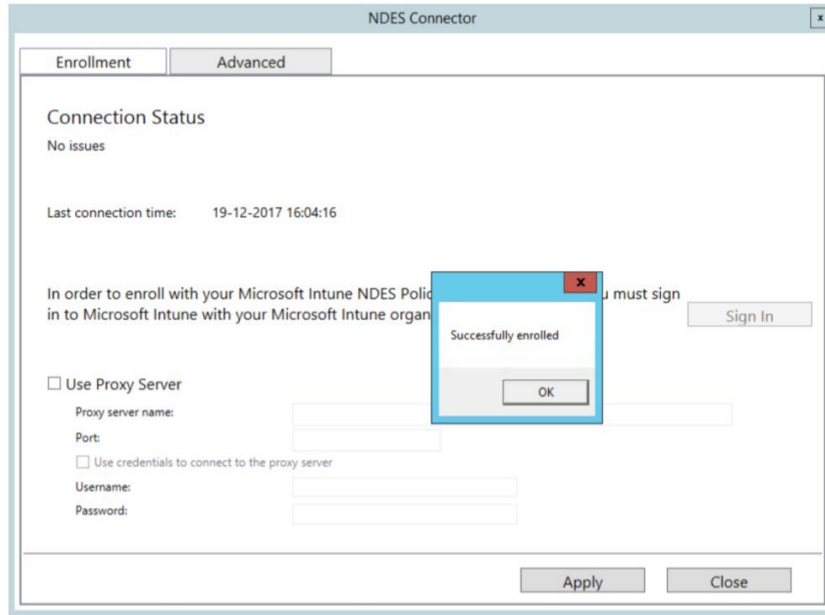 NDES Connector
x
Enrollment
Advanced
Connection Status
No issues
Last connection time: 19-12-2017 16:04:16
In order to enroll with your Microsoft Intune NDES
must sign
in to Microsoft Intune with your Microsoft Intune
Sign In
x
Successfully enrolled
OK
Use Proxy Server
Proxy server name:
Port:
Use credentials to connect to the proxy server
Username:
Password:
Apply
Close